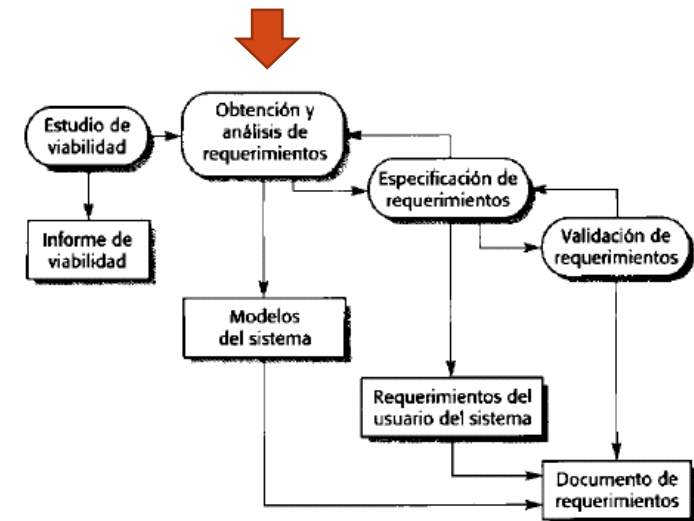 Obtención y
análisis de
requerimientos
Estudio de
viabilidad
Especificación de
requerimientos
Informe de
viabilidad
Validación de
requerimientos
Modelos
del sistema
Requerimientos del
usuario del sistema
Documento de
requerimientos